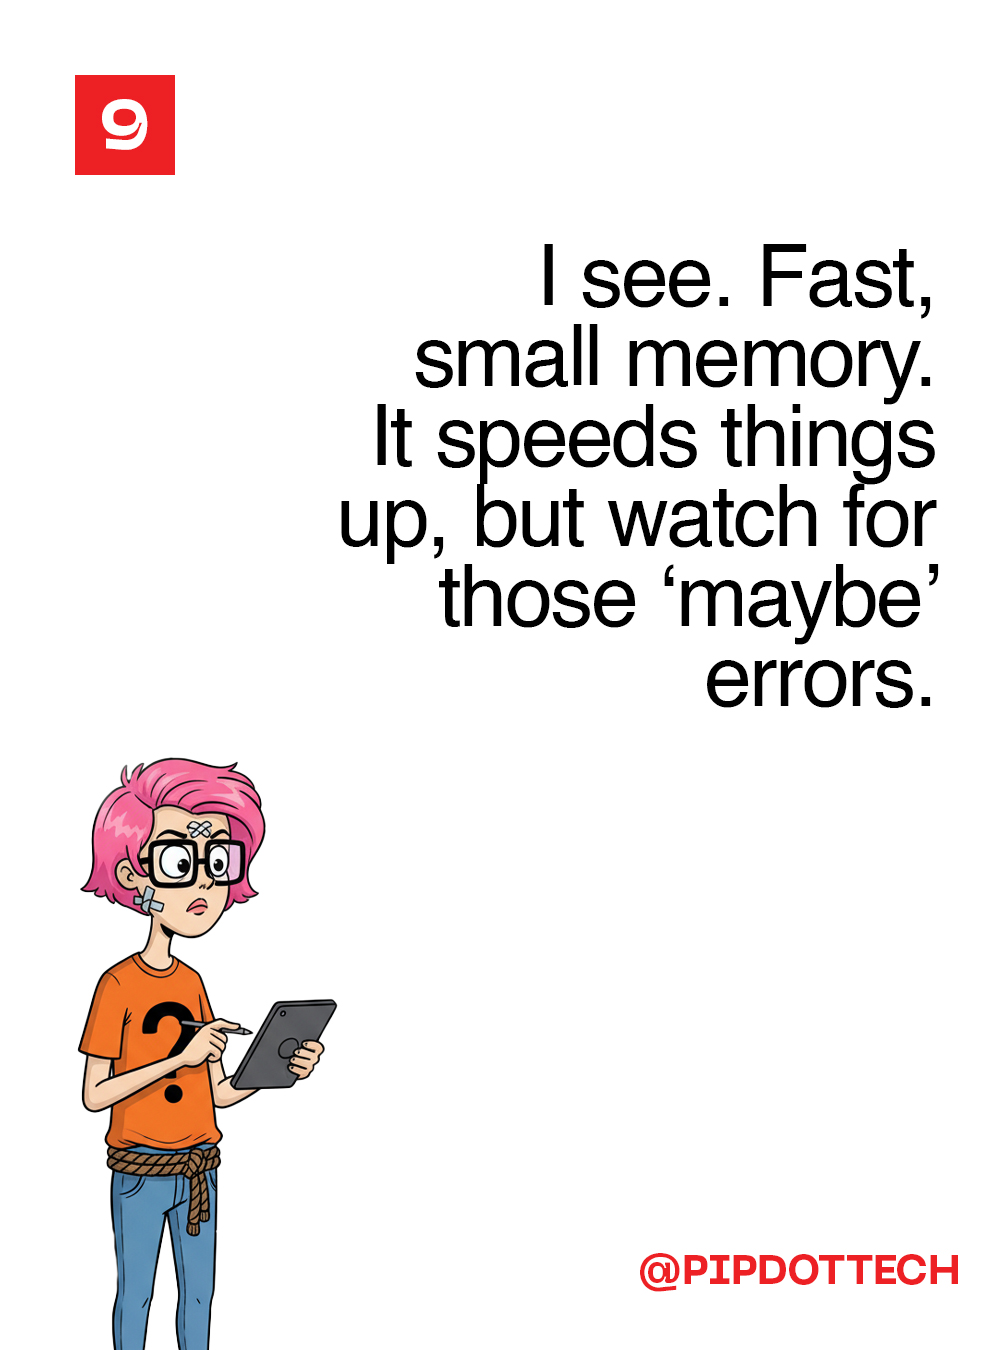 9
I see. Fast,
small memory.
It speeds things
up, but watch for
those ‘maybe’
errors.
?
@PIPDOTTECH